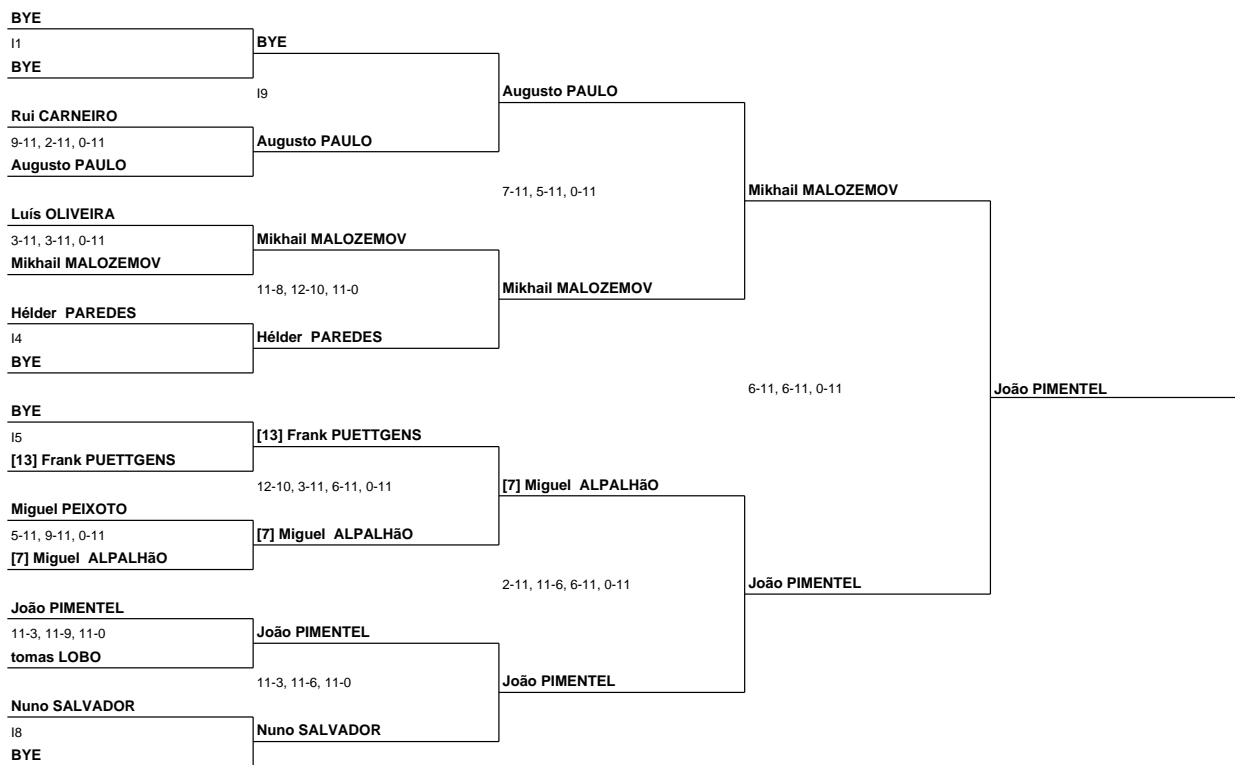 BYE
I1
BYE
BYE
I9
Augusto PAULO
Rui CARNEIRO
9-11, 2-11, 0-11
Augusto PAULO
Augusto PAULO
7-11, 5-11, 0-11
Mikhail MALOZEMOV
Luís OLIVEIRA
3-11, 3-11, 0-11
Mikhail MALOZEMOV
Mikhail MALOZEMOV
11-8, 12-10, 11-0
Mikhail MALOZEMOV
Hélder  PAREDES
I4
BYE
Hélder  PAREDES
6-11, 6-11, 0-11
João PIMENTEL
BYE
I5
[13] Frank PUETTGENS
[13] Frank PUETTGENS
12-10, 3-11, 6-11, 0-11
[7] Miguel  ALPALHãO
Miguel PEIXOTO
5-11, 9-11, 0-11
[7] Miguel  ALPALHãO
[7] Miguel  ALPALHãO
2-11, 11-6, 6-11, 0-11
João PIMENTEL
João PIMENTEL
11-3, 11-9, 11-0
tomas LOBO
João PIMENTEL
11-3, 11-6, 11-0
João PIMENTEL
Nuno SALVADOR
I8
BYE
Nuno SALVADOR